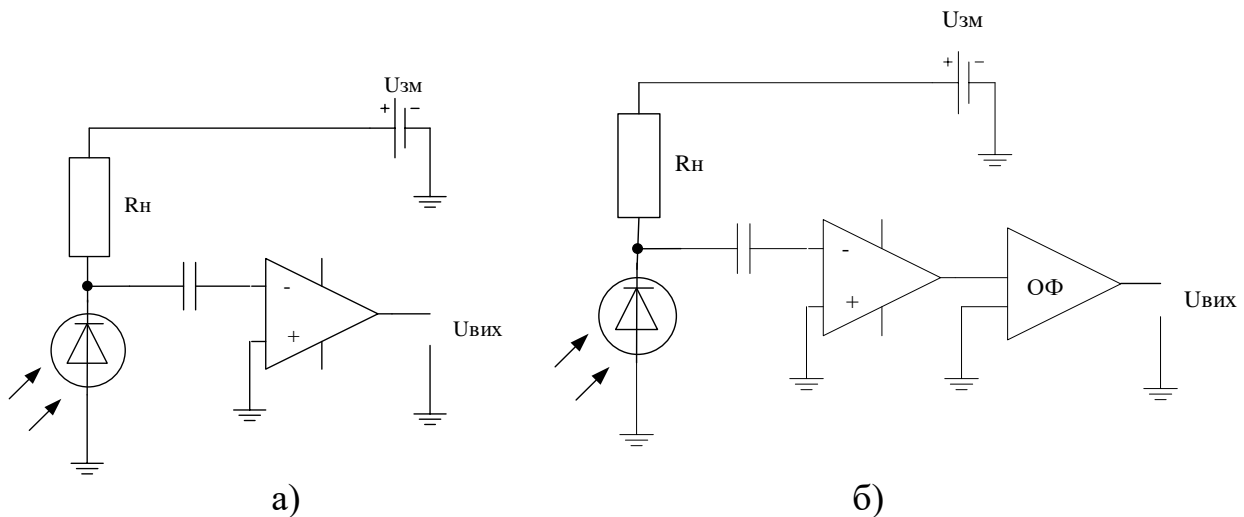 Uзм
+ −
Rн
-
+
Uвих
а)
Uзм
+ −
Rн
-
+
ОФ
Uвих
б)